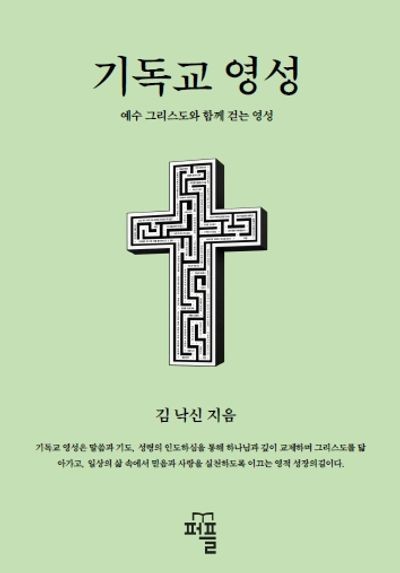 기독교 영성
예수 그리스도와 함께 걷는 영성
김 낙신 지음
기독교 영성은 말씀과 기도, 성령의 인도하심을 통해 하나님과 깊이 교제하며 그리스도를 닮
아가고, 일상의 삶 속에서 믿음과 사랑을 실천하도록 이끄는 영적 성장의길이다.
퍼플